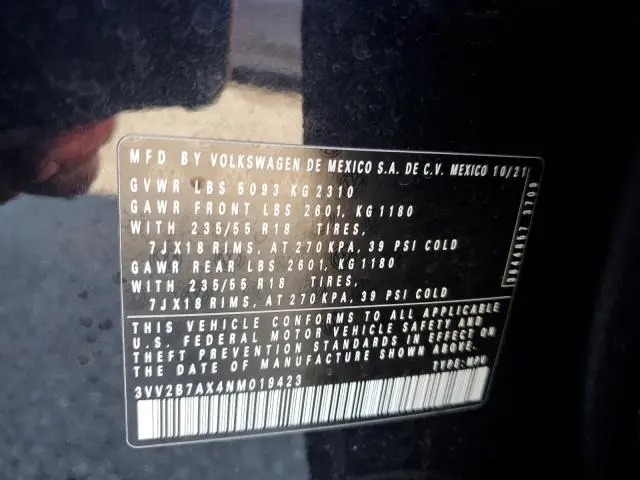 MFD BY VOLKSWAGEN DE MEXICO S.A. DE C.V. MEXICO 10/21
GVWR LBS 5093 KG 2310
GAWR FRONT LBS 2601, KG 1180
WITH 235/55 R18 TIRES,
7JX18 RIMS, AT 270 KPA, 39 PSI COLD
GAWR REAR LBS 2601, KG 1180
WITH 235/55 R18 TIRES,
7JX18 RIMS, AT 270 KPA, 39 PSI COLD
THIS VEHICLE CONFORMS TO ALL APPLICABLE
U.S. FEDERAL MOTOR VEHICLE SAFETY AND
THEFT PREVENTION STANDARDS IN EFFECT ON
THE DATE OF MANUFACTURE SHOWN ABOVE.
3VV2B7AX4NM019423 TYPE: MPV